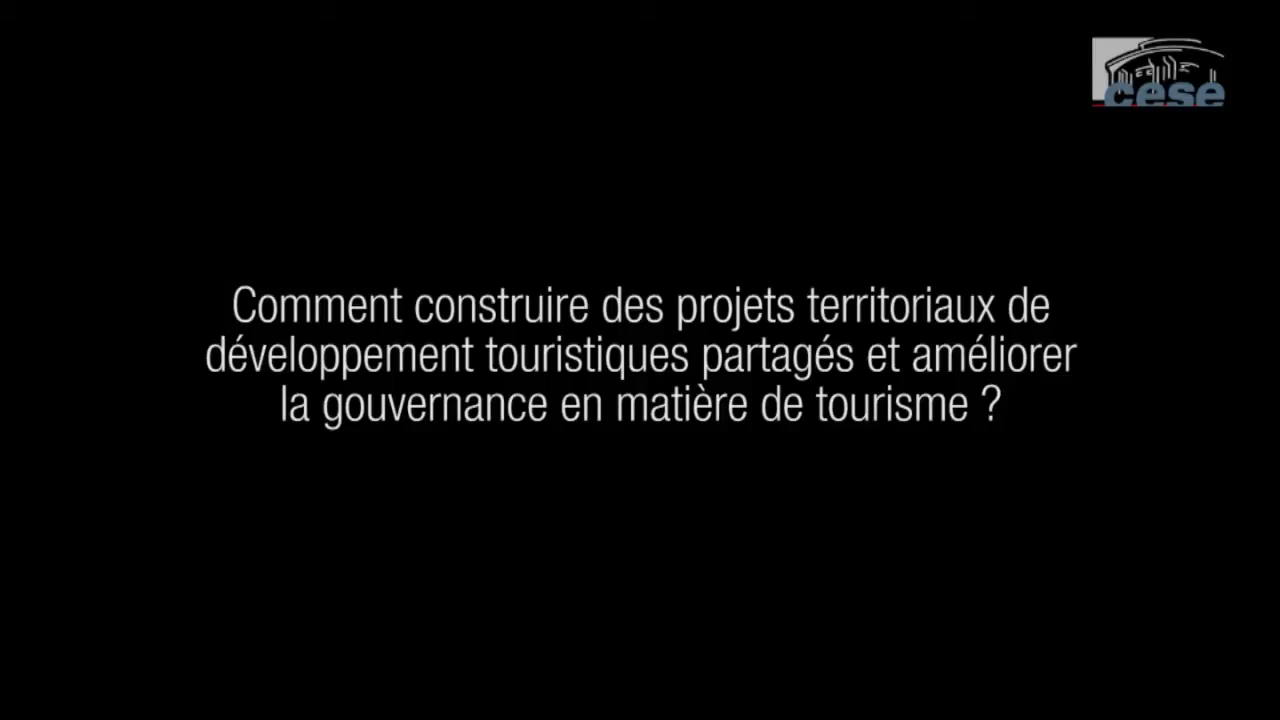 cese
Comment construire des projets territoriaux de
développement touristiques partagés et améliorer
la gouvernance en matière de tourisme ?